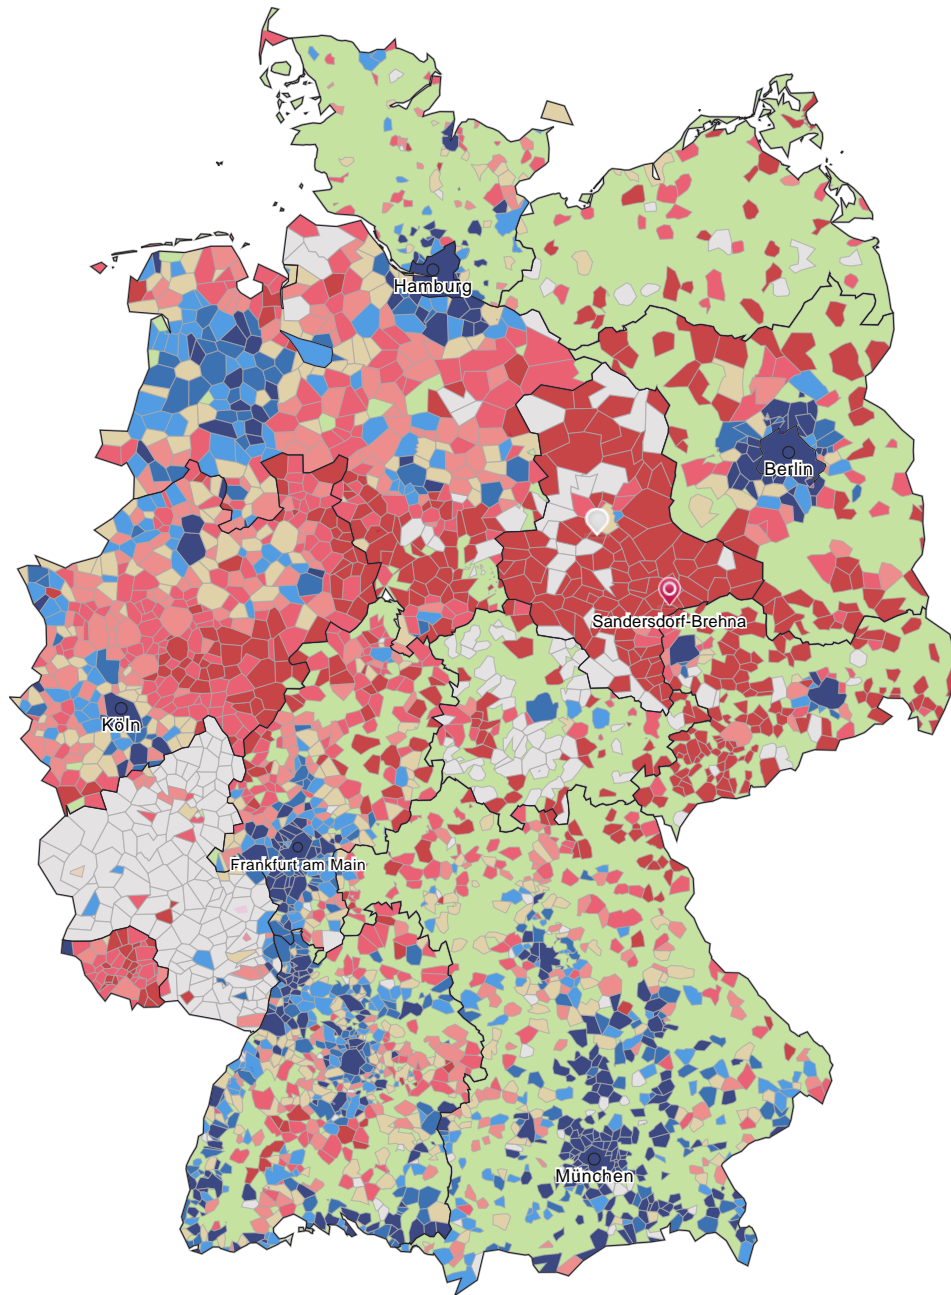 Hamburg
Berlin
Sandersdorf-Brehna
Köln
Frankfurt am Main
München